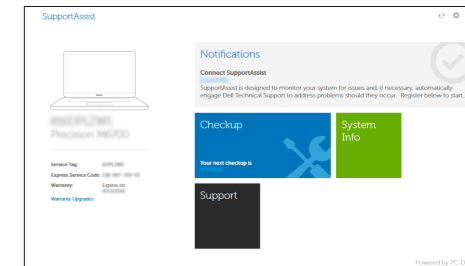 SupportAssist
Notifications
Connect SupportAssist
SupportAssist is designed to monitor your system for issues and, if necessary, automatically
engage Dell Technical Support to address problems should they occur. Register below to start.
Precision M6700
Checkup
Your next checkup is
System
Info
Service Tag:
Express Service Code:
Warranty:
Expires on
Warranty Upgrades
Support
Powered by PC-D